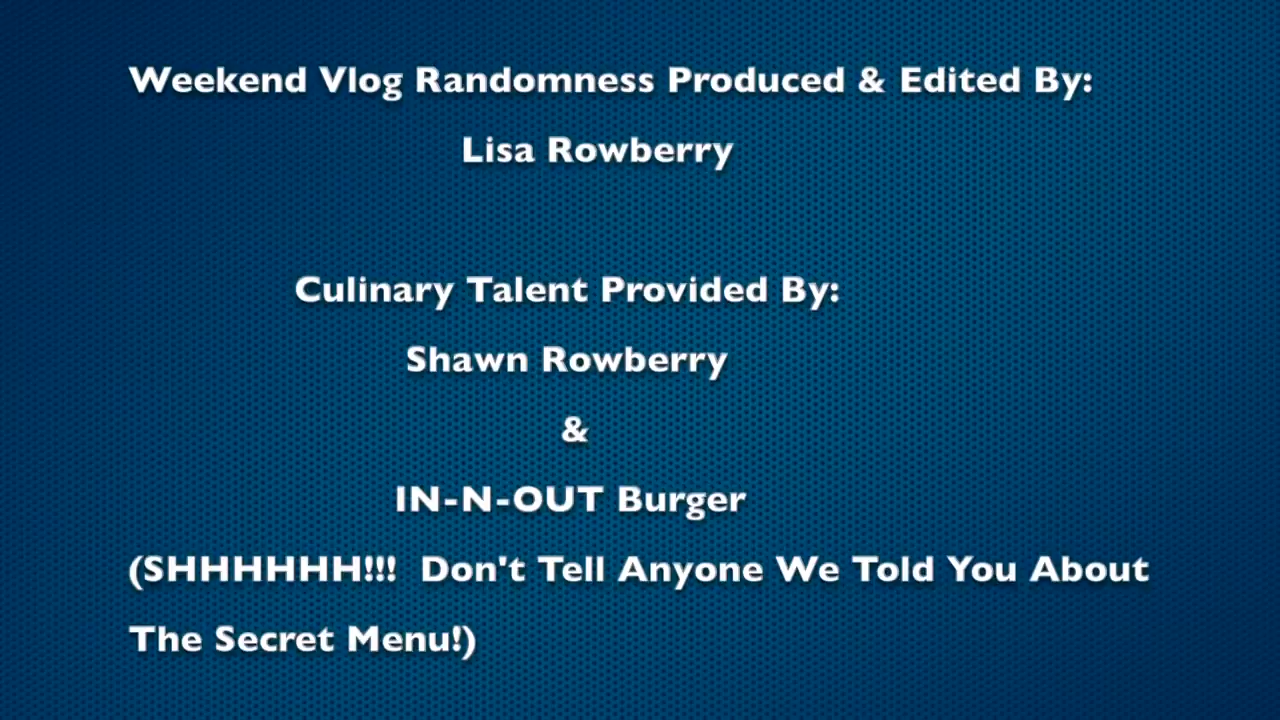 Weekend Vlog Randomness Produced & Edited By:
Lisa Rowberry
Culinary Talent Provided By:
Shawn Rowberry
&
IN-N-OUT Burger
(SHHHHHH!!!  Don't Tell Anyone We Told You About
The Secret Menu!)